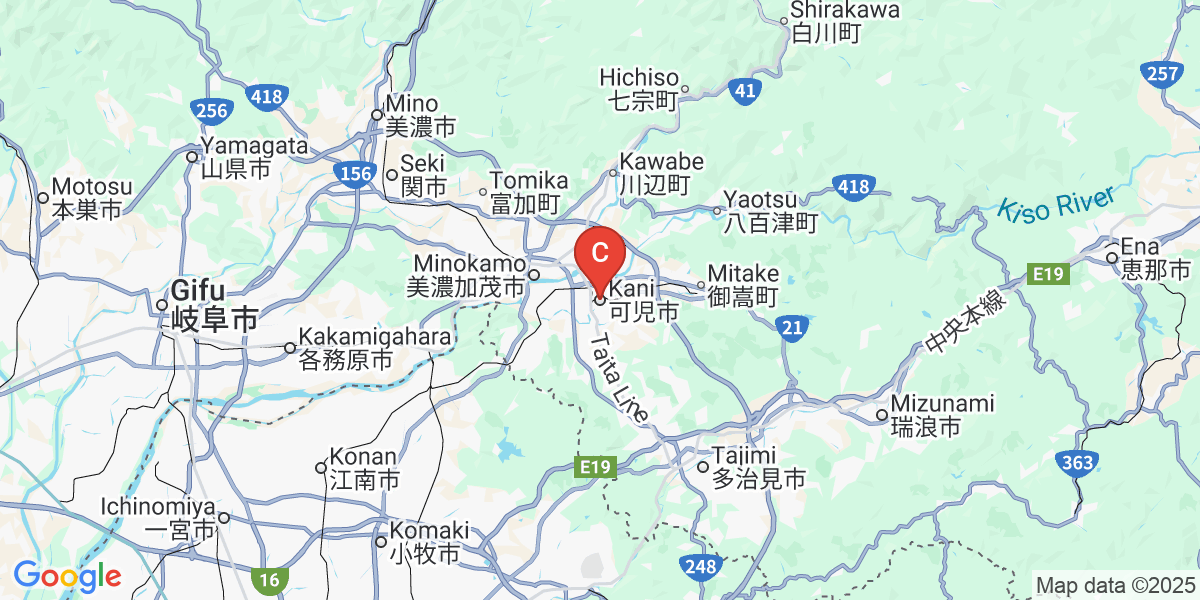 Shirakawa
白川町
257
Hichiso
七宗町
41
418
256
Mino
美濃市
Yamagata
山県市
156
Seki
関市
Kawabe
川辺町
Tomika
富加町
418
Motosu
本巣市
Yaotsu
八百津町
Kiso River
Ena
恵那市
C
Minokamo
美濃加茂市
Mitake
御嵩町
E19
Kani
可児市
Gifu
岐阜市
Kakamigahara
各務原市
21
中央本線
Taita Line
Mizunami
瑞浪市
Konan
江南市
E19
Tajimi
多治見市
363
Ichinomiya
一宮市
Komaki
小牧市
248
16
Google
Map data ©2025